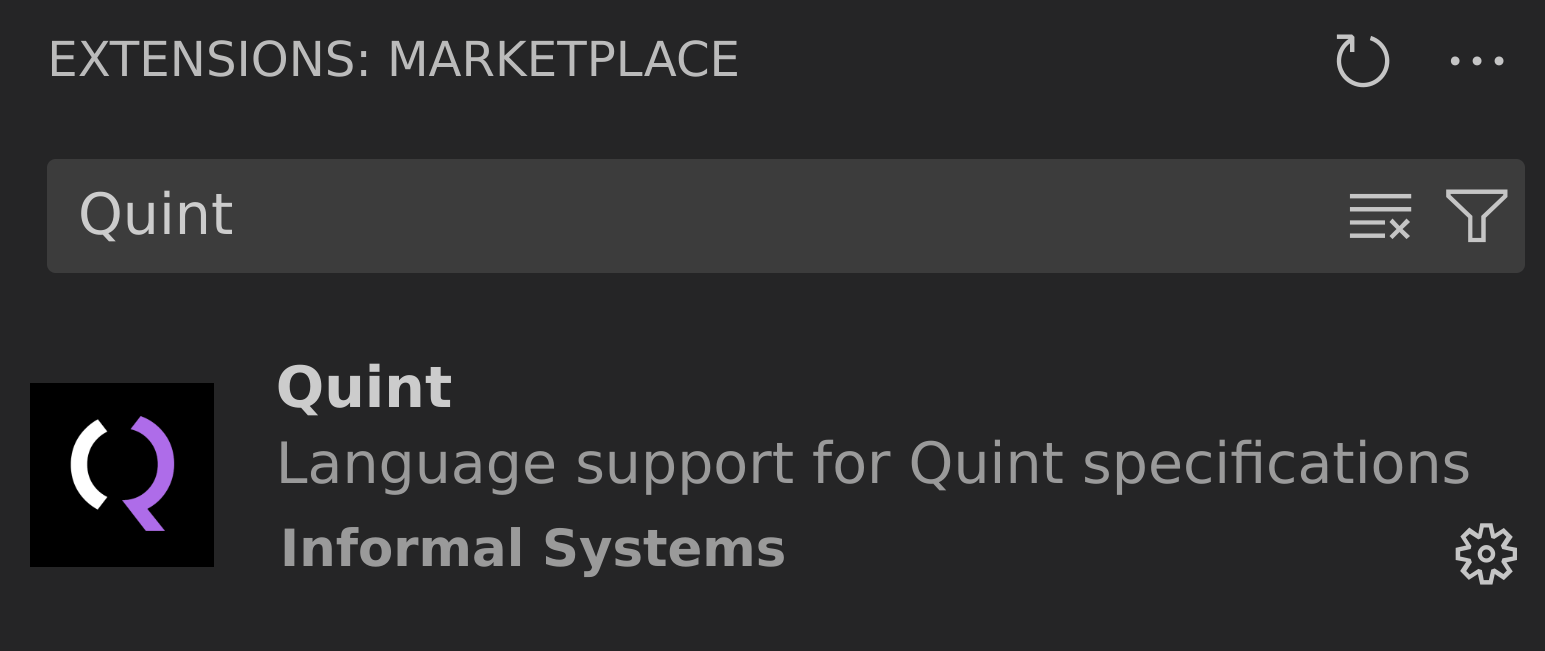 EXTENSIONS: MARKETPLACE
Quint
Quint
Language support for Quint specifications
Informal Systems